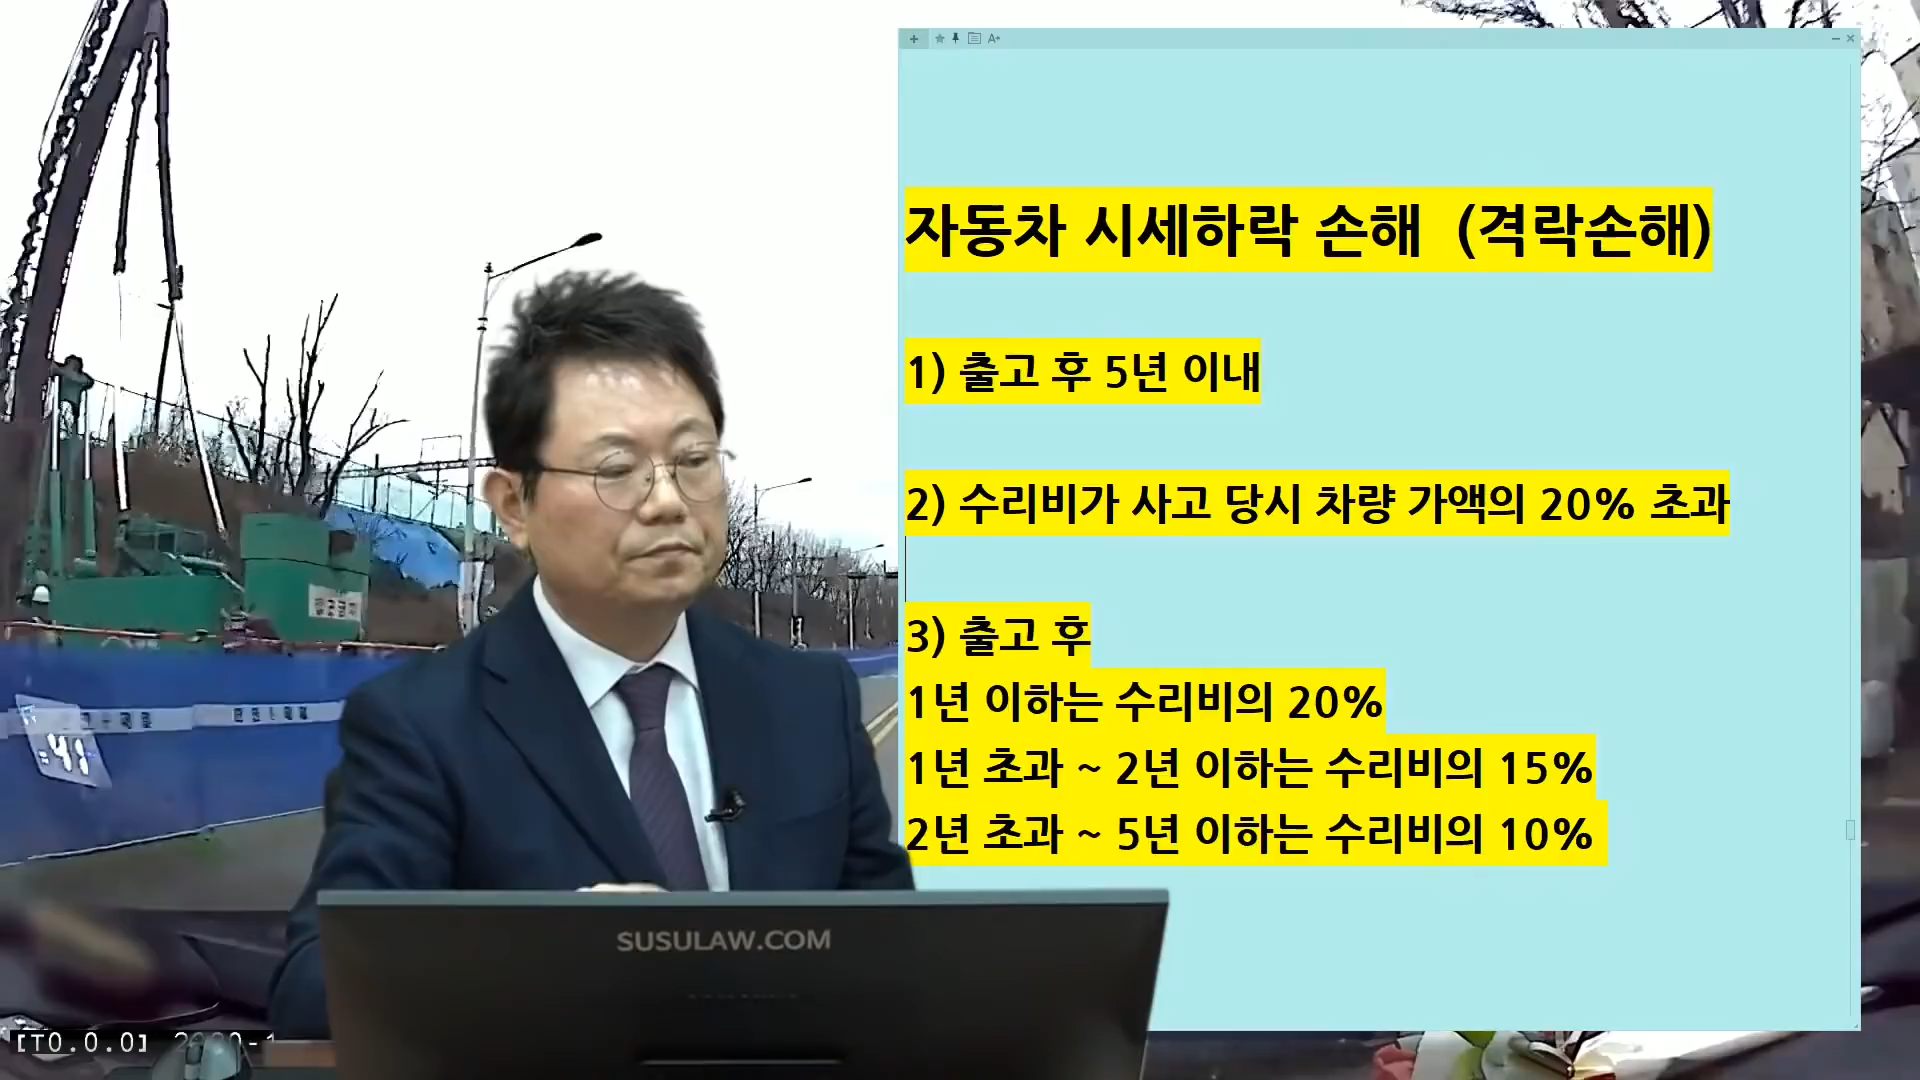 자동차 시세하락 손해 (격락손해)
1) 출고 후 5년 이내
2) 수리비가 사고 당시 차량 가액의 20% 초과
3) 출고 후
1년 이하는 수리비의 20%
1년 초과 ~ 2년 이하는 수리비의 15%
2년 초과 ~ 5년 이하는 수리비의 10%
SUSULAW.COM
[T0.0.0]